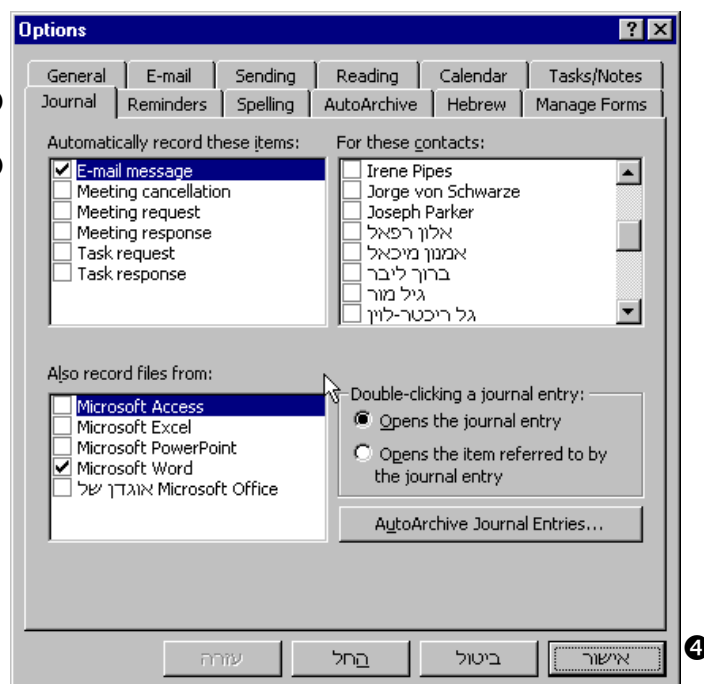 Options
General E-mail Sending Reading Calendar Tasks/Notes
Journal Reminders Spelling AutoArchive Hebrew Manage Forms
Automatically record these items:
E-mail message
Meeting cancellation
Meeting request
Meeting response
Task request
Task response
For these contacts:
Irene Pipes
Jorge von Schwarze
Joseph Parker
אלון רפאל
אמנון מיכאל
ברוך ליבר
גיל מור
גל ריכטר-לוין
Also record files from:
Microsoft Access
Microsoft Excel
Microsoft PowerPoint
Microsoft Word
אוגדן של Microsoft Office
Double-clicking a journal entry:
Opens the journal entry
Opens the item referred to by
the journal entry
AutoArchive Journal Entries...
עזרה החל ביטול אישור
❹